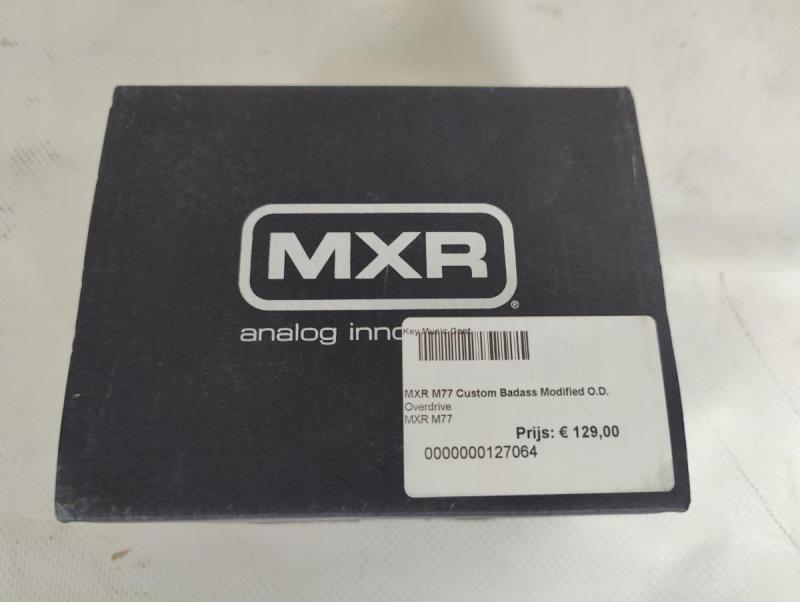 MXR
®
analog inno
Key Music Gent
MXR M77 Custom Badass Modified O.D.
Overdrive
MXR M77
Prijs: € 129,00
0000000127064